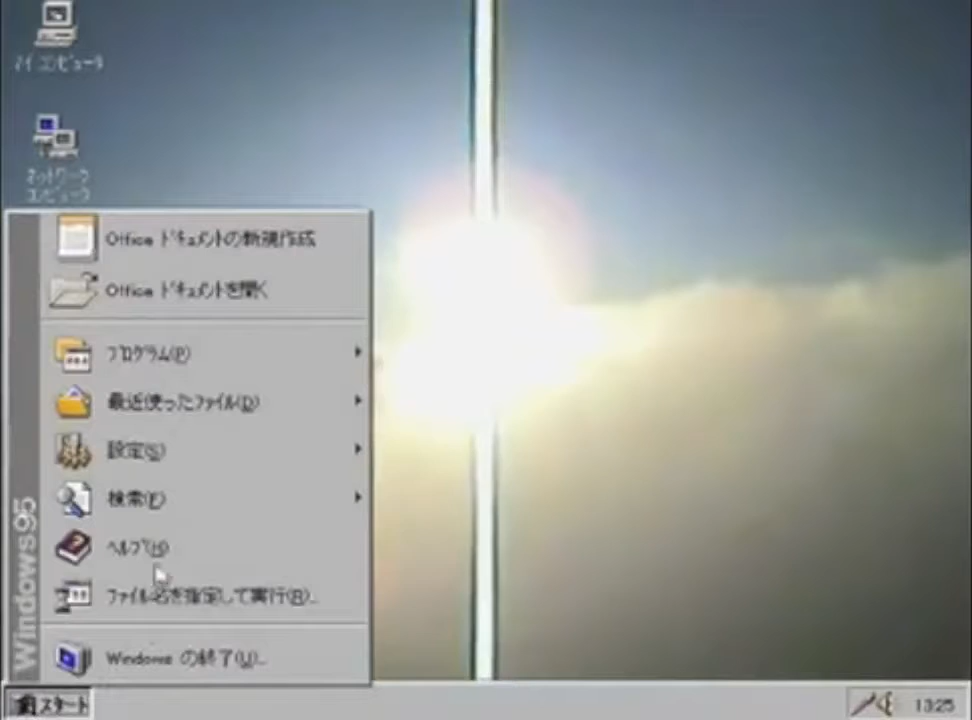 マイ コンピュータ
ネットワーク
コンピュータ
Office ドキュメントの新規作成
Office ドキュメントを開く
プログラム(P)
最近使ったファイル(D)
設定(S)
検索(F)
ヘルプ(H)
ファイル名を指定して実行(R)...
Windows の終了(U)...
Windows95
スタート
13:25